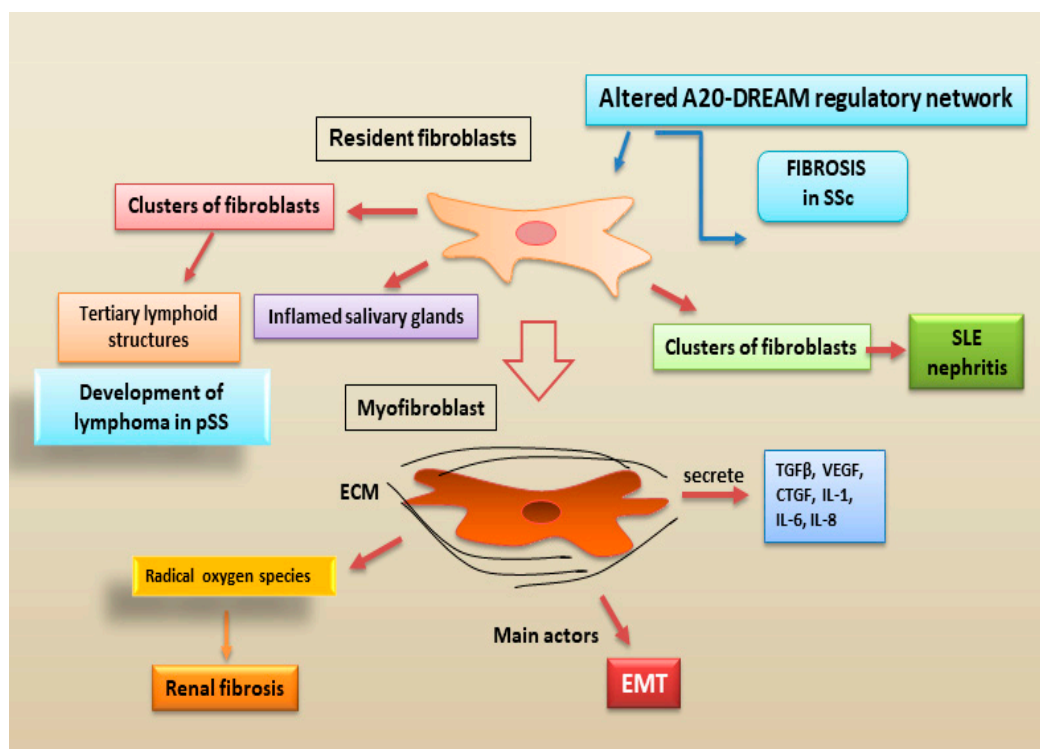 Altered A20-DREAM regulatory network
Resident fibroblasts
FIBROSIS
in SSc
Clusters of fibroblasts
Tertiary lymphoid
structures
Inflamed salivary glands
Clusters of fibroblasts
SLE
nephritis
Development of
lymphoma in pSS
Myofibroblast
ECM
secrete
TGFβ, VEGF,
CTGF, IL-1,
IL-6, IL-8
Radical oxygen species
Main actors
Renal fibrosis
EMT